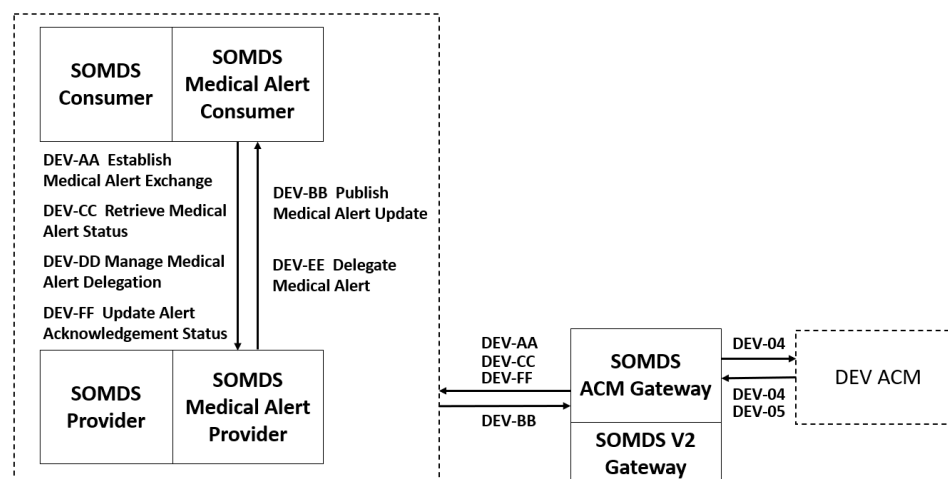 SOMDS
Consumer
SOMDS
Medical Alert
Consumer
DEV-AA Establish
Medical Alert Exchange
DEV-CC Retrieve Medical
Alert Status
DEV-DD Manage Medical
Alert Delegation
DEV-FF Update Alert
Acknowledgement Status
DEV-BB Publish
Medical Alert Update
DEV-EE Delegate
Medical Alert
SOMDS
Provider
SOMDS
Medical Alert
Provider
DEV-AA
DEV-CC
DEV-FF
DEV-BB
SOMDS
ACM Gateway
SOMDS V2
Gateway
DEV-04
DEV-04
DEV-05
DEV ACM